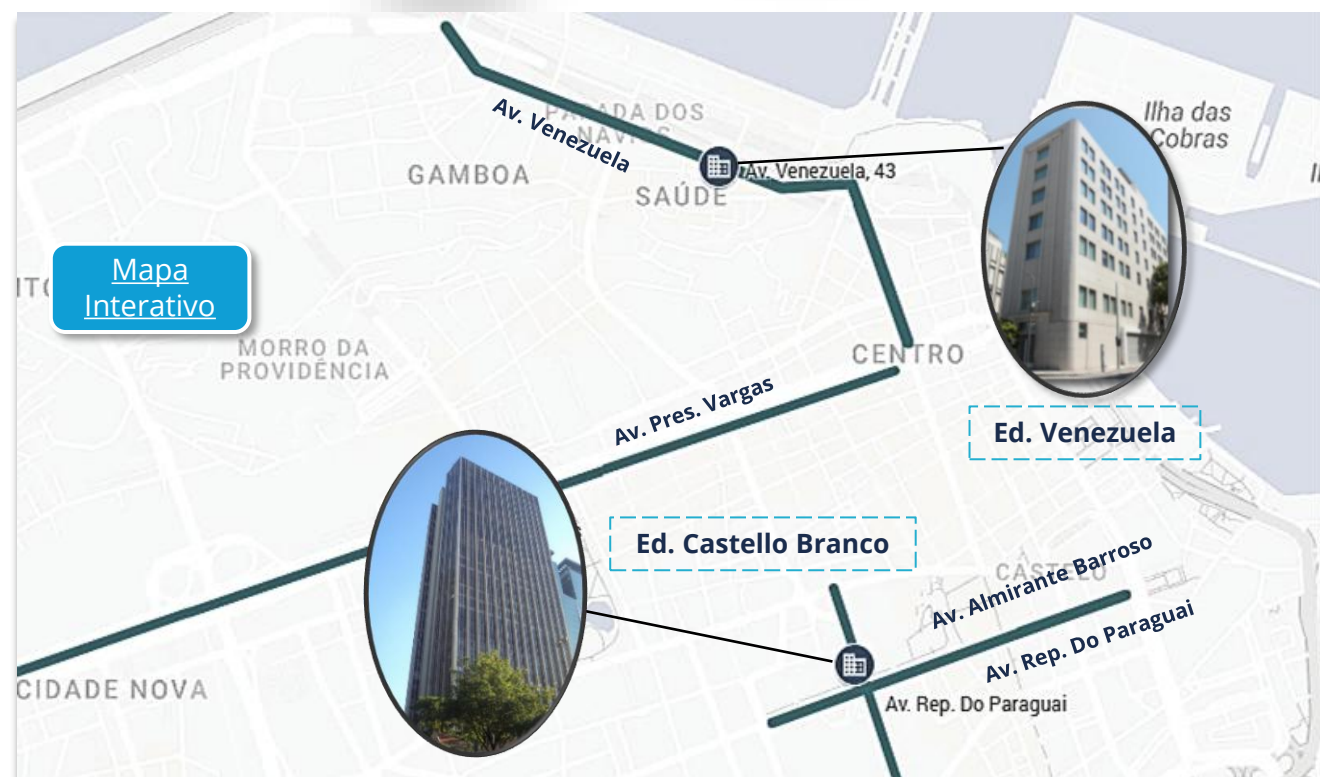 Ilha das
Cobras
Av. Venezuela
DOS
GAMBOA
Av. Venezuela, 43
SAÚDE
Mapa
Interativo
MORRO DA
PROVIDÊNCIA
CENTRO
Av. Pres. Vargas
Ed. Venezuela
Ed. Castello Branco
CASTELO
Av. Almirante Barroso
Av. Rep. Do Paraguai
CIDADE NOVA
Av. Rep. Do Paraguai